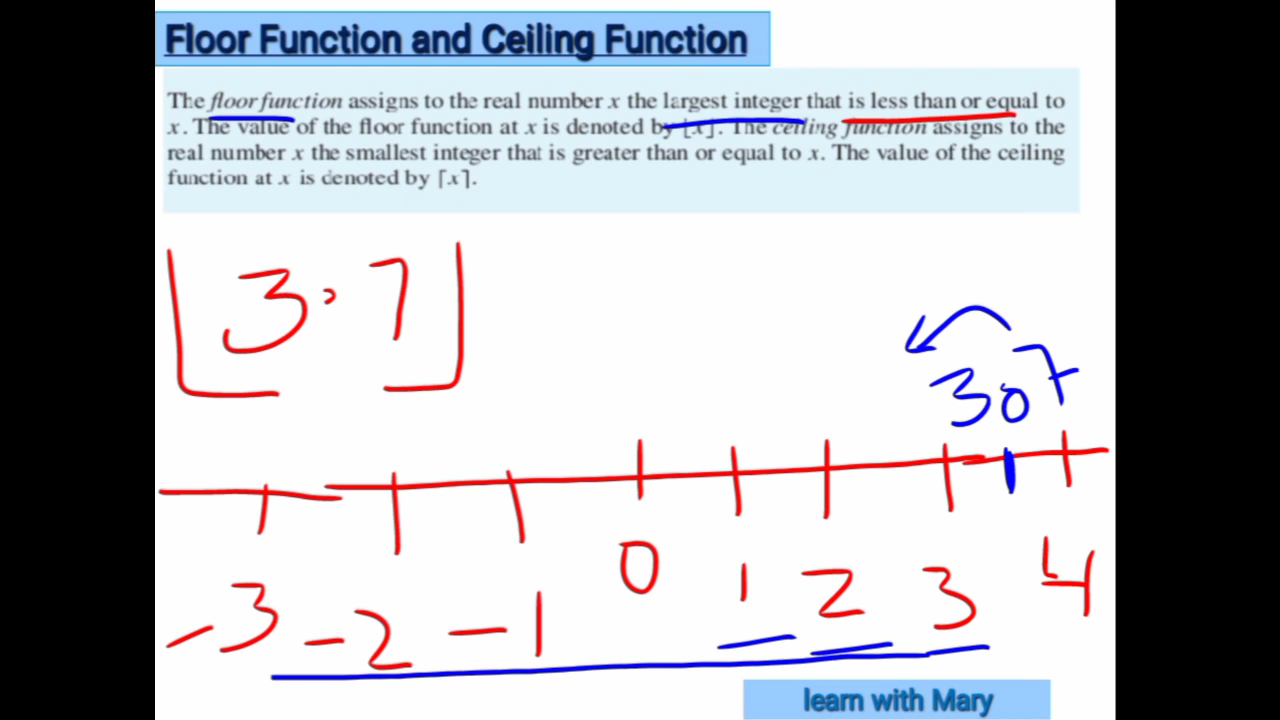 Floor Function and Ceiling Function
The floor function assigns to the real number x the largest integer that is less than or equal to
x. The value of the floor function at x is denoted by ⌊x⌋. The ceiling function assigns to the
real number x the smallest integer that is greater than or equal to x. The value of the ceiling
function at x is denoted by ⌈x⌉.
⌊3.7⌋
3.7
-3 -2 -1 0 1 2 3 4
learn with Mary